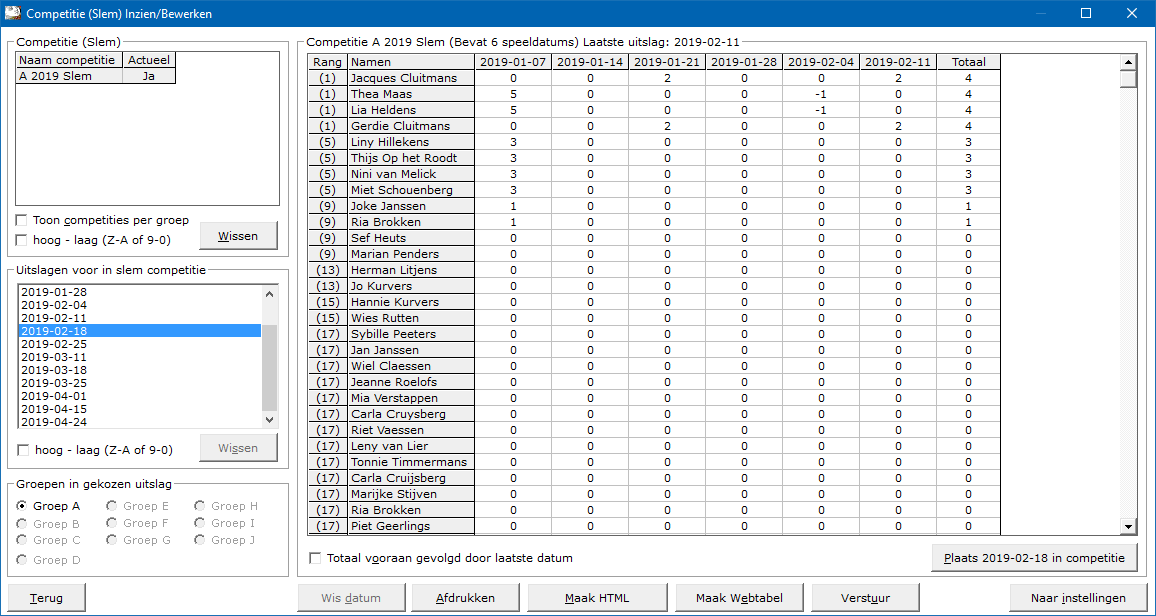 Competitie (Slem) Inzien/Bewerken
Competitie (Slem)
Naam competitie Actueel
A 2019 Slem Ja
Toon competities per groep
hoog - laag (Z-A of 9-0)
Wissen
Uitslagen voor in slem competitie
2019-01-28
2019-02-04
2019-02-11
2019-02-18
2019-02-25
2019-03-11
2019-03-18
2019-03-25
2019-04-01
2019-04-15
2019-04-24
hoog - laag (Z-A of 9-0)
Wissen
Groepen in gekozen uitslag
Groep A Groep E Groep H
Groep B Groep F Groep I
Groep C Groep G Groep J
Groep D
Competitie A 2019 Slem (Bevat 6 speeldatums) Laatste uitslag: 2019-02-11
Rang Namen 2019-01-07 2019-01-14 2019-01-21 2019-01-28 2019-02-04 2019-02-11 Totaal
(1) Jacques Cluitmans 0 0 2 0 0 2 4
(1) Thea Maas 5 0 0 0 -1 0 4
(1) Lia Heldens 5 0 0 0 -1 0 4
(1) Gerdie Cluitmans 0 0 2 0 0 2 4
(5) Liny Hillekens 3 0 0 0 0 0 3
(5) Thijs Op het Roodt 3 0 0 0 0 0 3
(5) Nini van Melick 3 0 0 0 0 0 3
(5) Miet Schouenberg 3 0 0 0 0 0 3
(9) Joke Janssen 1 0 0 0 0 0 1
(9) Ria Brokken 1 0 0 0 0 0 1
(9) Sef Heuts 0 0 0 0 0 0 0
(9) Marian Penders 0 0 0 0 0 0 0
(13) Herman Litjens 0 0 0 0 0 0 0
(13) Jo Kurvers 0 0 0 0 0 0 0
(15) Hannie Kurvers 0 0 0 0 0 0 0
(15) Wies Rutten 0 0 0 0 0 0 0
(17) Sybille Peeters 0 0 0 0 0 0 0
(17) Jan Janssen 0 0 0 0 0 0 0
(17) Wiel Claessen 0 0 0 0 0 0 0
(17) Jeanne Roelofs 0 0 0 0 0 0 0
(17) Mia Verstappen 0 0 0 0 0 0 0
(17) Carla Cruysberg 0 0 0 0 0 0 0
(17) Riet Vaessen 0 0 0 0 0 0 0
(17) Leny van Lier 0 0 0 0 0 0 0
(17) Tonnie Timmermans 0 0 0 0 0 0 0
(17) Carla Cruijsberg 0 0 0 0 0 0 0
(17) Marijke Stijven 0 0 0 0 0 0 0
(17) Ria Brokken 0 0 0 0 0 0 0
(17) Piet Geerlings 0 0 0 0 0 0 0
Totaal vooraan gevolgd door laatste datum
Plaats 2019-02-18 in competitie
Terug Wis datum Afdrukken Maak HTML Maak Webtabel Verstuur Naar instellingen